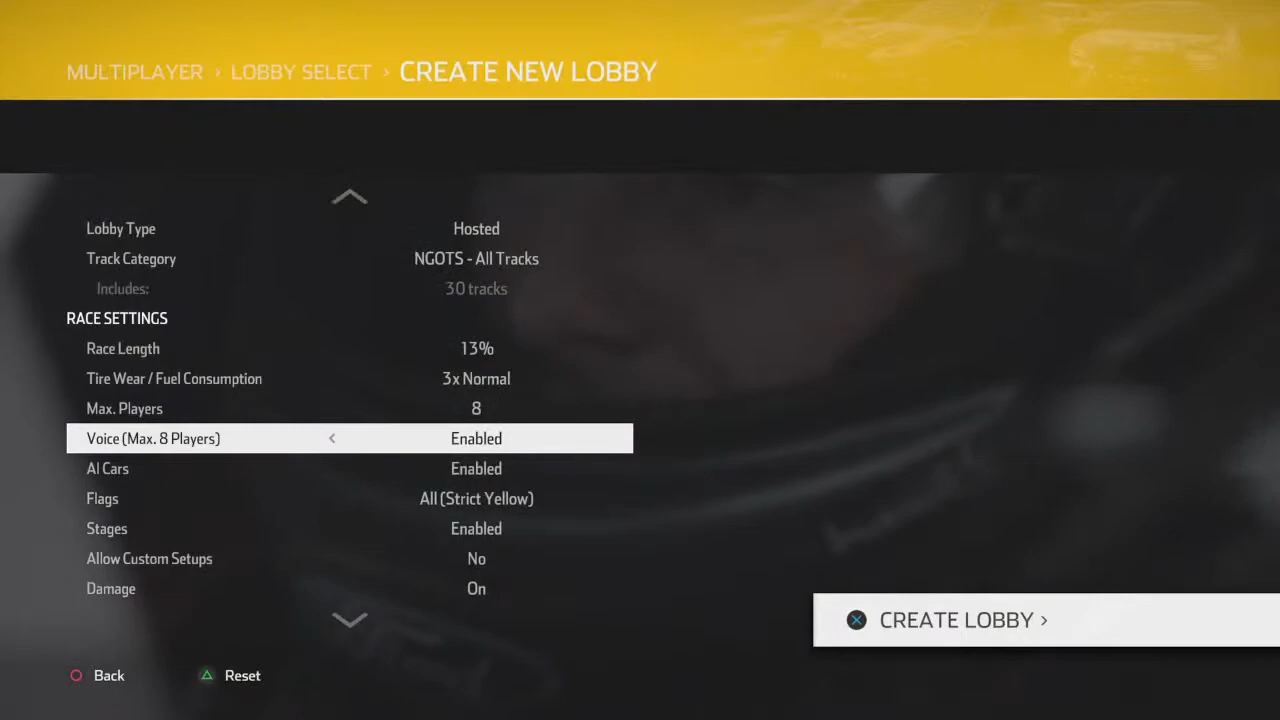 MULTIPLAYER › LOBBY SELECT › CREATE NEW LOBBY
Lobby Type Hosted
Track Category NGOTS - All Tracks
Includes: 30 tracks
RACE SETTINGS
Race Length 13%
Tire Wear / Fuel Consumption 3x Normal
Max. Players 8
Voice (Max. 8 Players) ‹ Enabled
AI Cars Enabled
Flags All (Strict Yellow)
Stages Enabled
Allow Custom Setups No
Damage On
CREATE LOBBY ›
Back Reset